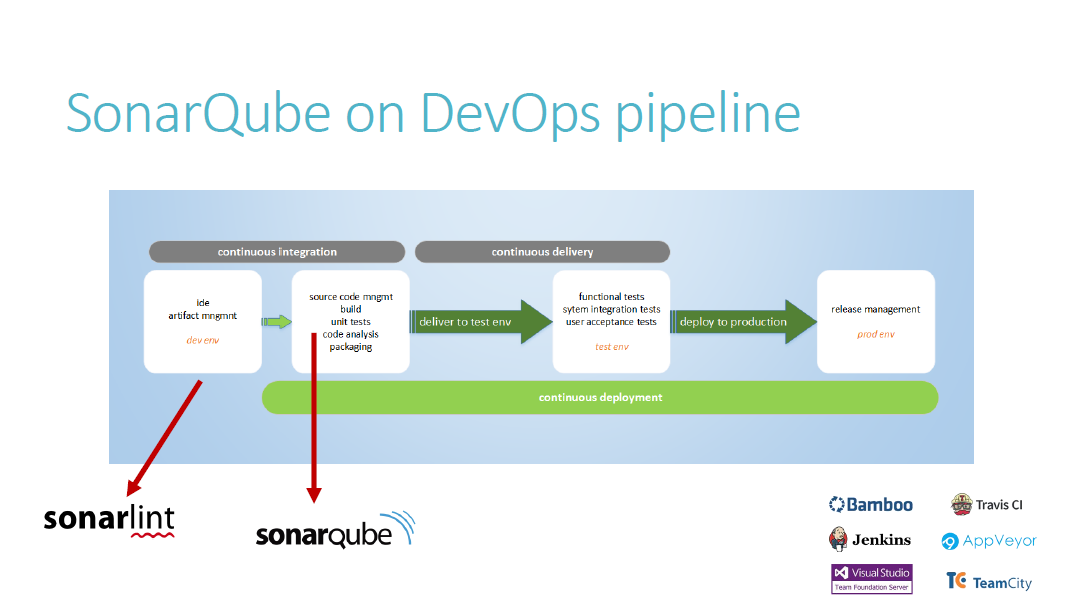 SonarQube on DevOps pipeline
continuous integration
continuous delivery
ide
artifact mngmnt
dev env
source code mngmt
build
unit tests
code analysis
packaging
deliver to test env
functional tests
sytem integration tests
user acceptance tests
test env
deploy to production
release management
prod env
continuous deployment
sonarlint
sonarqube
Bamboo
Travis CI
Jenkins
AppVeyor
Visual Studio
Team Foundation Server
TC TeamCity